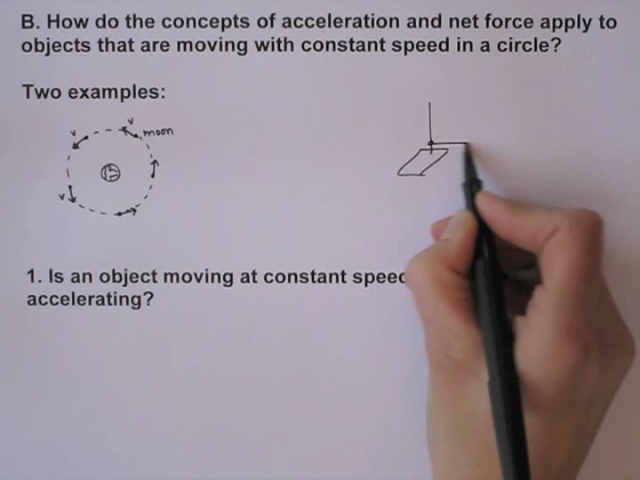 B. How do the concepts of acceleration and net force apply to
objects that are moving with constant speed in a circle?
Two examples:
v
v
moon
v
1. Is an object moving at constant speed
accelerating?